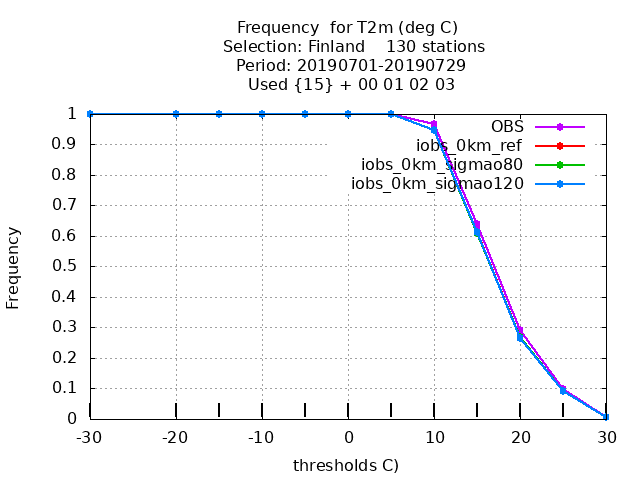 Frequency  for T2m (deg C)
Selection: Finland    130 stations
Period: 20190701-20190729
Used {15} + 00 01 02 03
1
0.9
0.8
0.7
0.6
0.5
0.4
0.3
0.2
0.1
0
Frequency
OBS
iobs_0km_ref
iobs_0km_sigmao80
iobs_0km_sigmao120
-30 -20 -10 0 10 20 30
thresholds C)